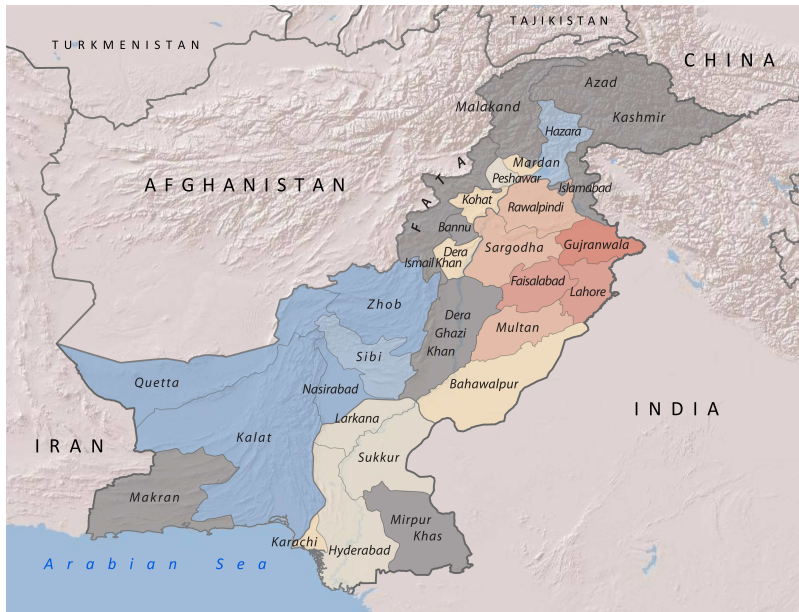 TAJIKISTAN
TURKMENISTAN
CHINA
Azad
Malakand
Kashmir
Hazara
FATA
Mardan
Peshawar
Islamabad
AFGHANISTAN
Kohat
Rawalpindi
Bannu
Sargodha
Gujranwala
Dera
Ismail Khan
Faisalabad
Lahore
Zhob
Dera
Ghazi
Khan
Multan
Sibi
Quetta
Nasirabad
Bahawalpur
INDIA
Larkana
IRAN
Kalat
Sukkur
Makran
Mirpur
Khas
Karachi
Hyderabad
Arabian Sea